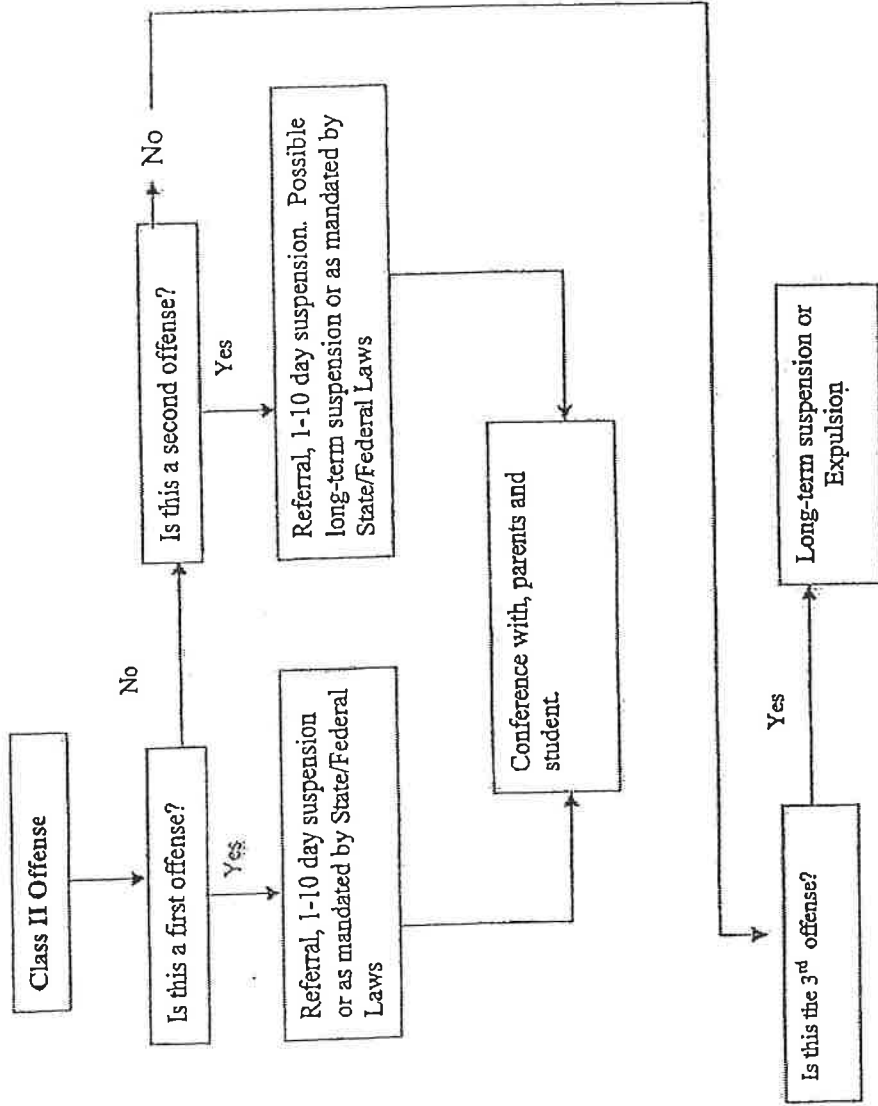 Class II Offense
Is this a first offense?
No
Is this a second offense?
No
Yes
Yes
Referral, 1-10 day suspension
or as mandated by State/Federal
Laws
Referral, 1-10 day suspension. Possible
long-term suspension or as mandated by
State/Federal Laws
Conference with, parents and
student.
Is this the 3rd offense?
Yes
Long-term suspension or
Expulsion